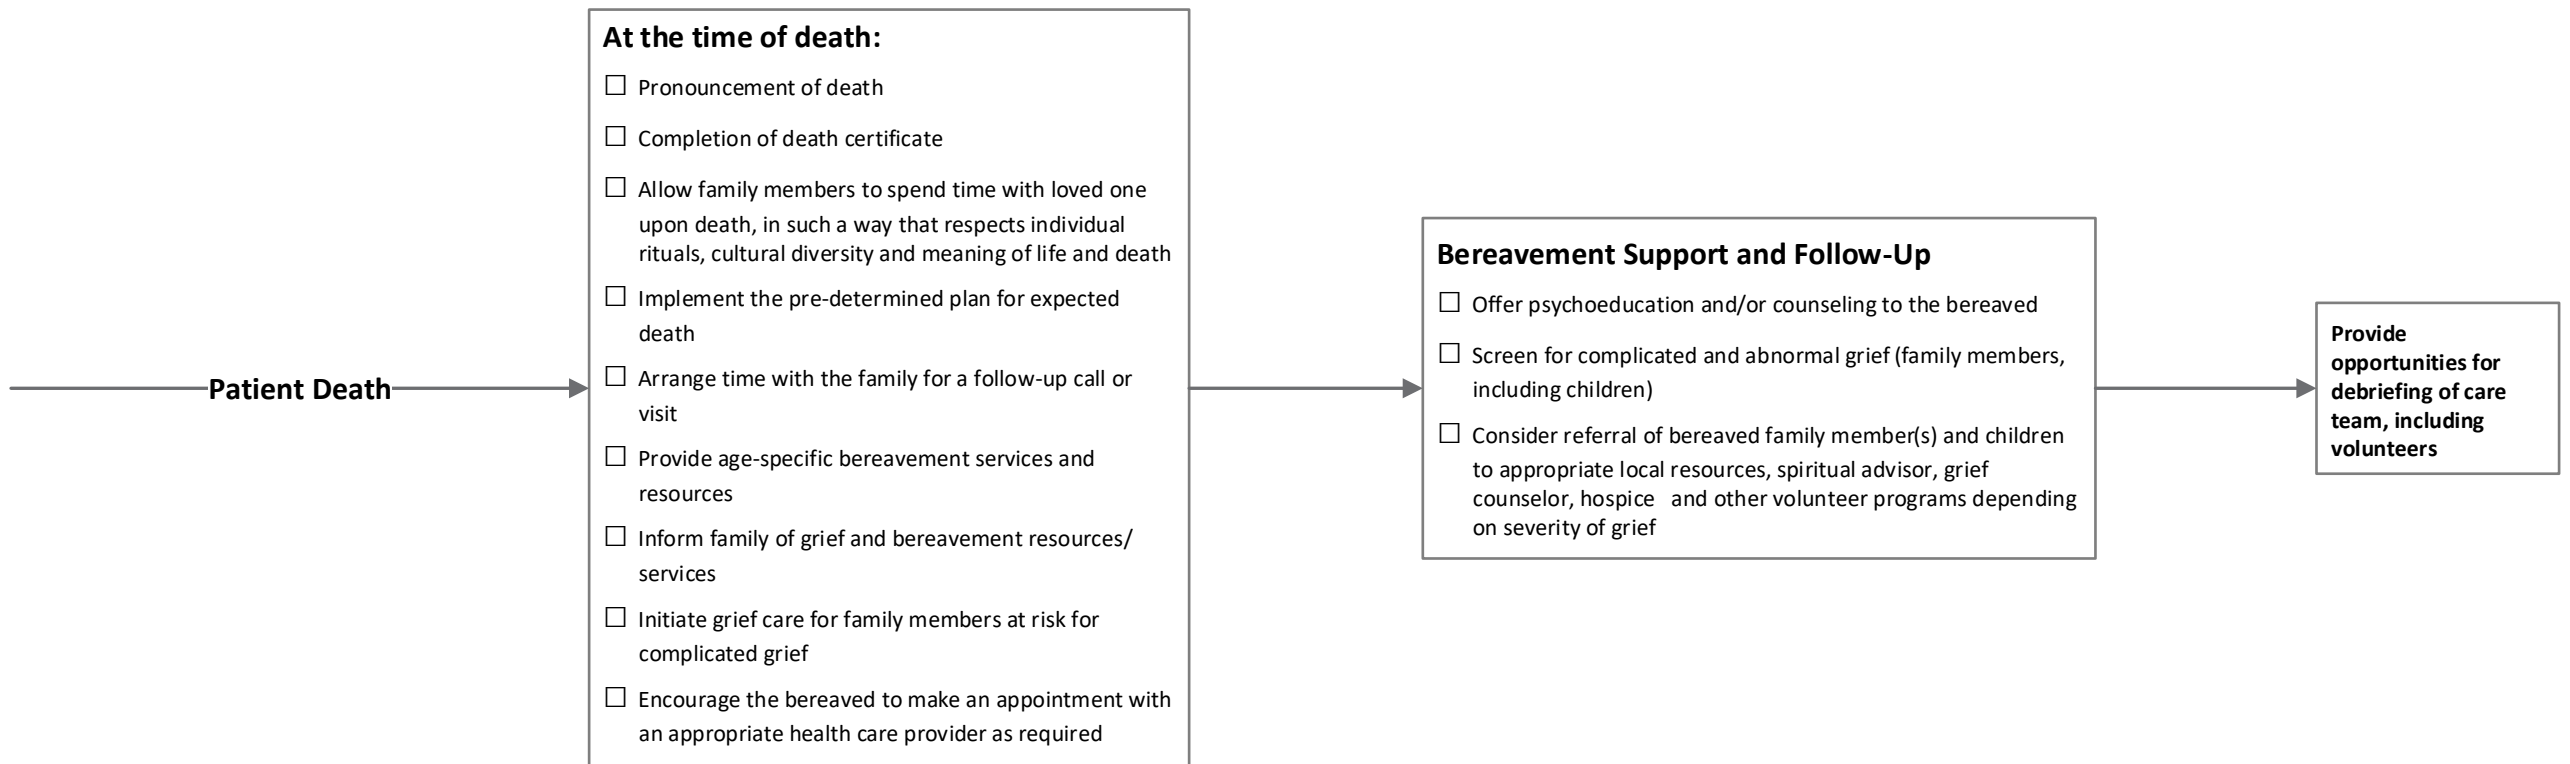 Patient Death
At the time of death:
☐ Pronouncement of death
☐ Completion of death certificate
☐ Allow family members to spend time with loved one
upon death, in such a way that respects individual
rituals, cultural diversity and meaning of life and death
☐ Implement the pre-determined plan for expected
death
☐ Arrange time with the family for a follow-up call or
visit
☐ Provide age-specific bereavement services and
resources
☐ Inform family of grief and bereavement resources/
services
☐ Initiate grief care for family members at risk for
complicated grief
☐ Encourage the bereaved to make an appointment with
an appropriate health care provider as required
Bereavement Support and Follow-Up
☐ Offer psychoeducation and/or counseling to the bereaved
☐ Screen for complicated and abnormal grief (family members,
including children)
☐ Consider referral of bereaved family member(s) and children
to appropriate local resources, spiritual advisor, grief
counselor, hospice and other volunteer programs depending
on severity of grief
Provide
opportunities for
debriefing of care
team, including
volunteers